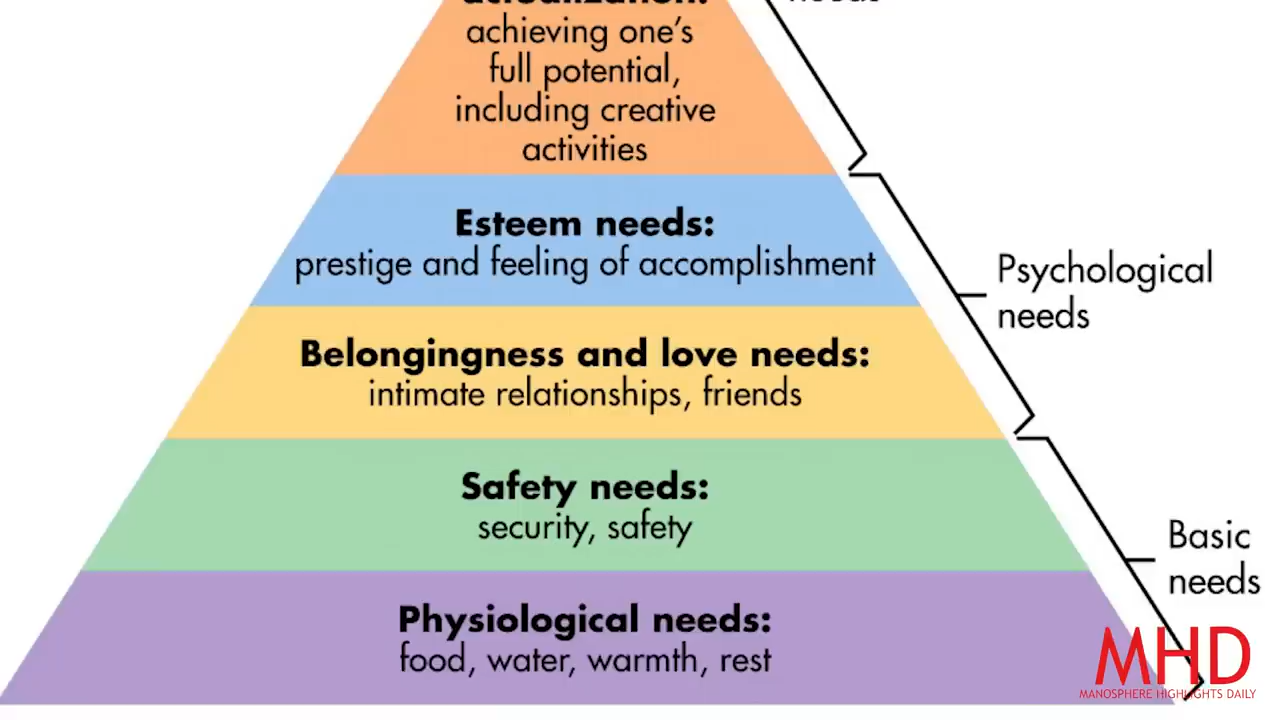 achieving one's
full potential,
including creative
activities
Esteem needs:
prestige and feeling of accomplishment
Psychological
needs
Belongingness and love needs:
intimate relationships, friends
Safety needs:
security, safety
Basic
needs
Physiological needs:
food, water, warmth, rest
MHD
MANOSPHERE HIGHLIGHTS DAILY